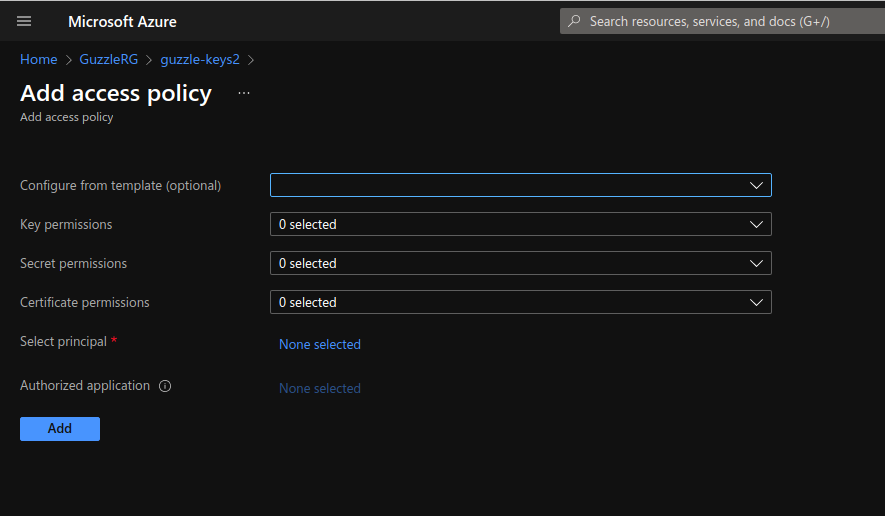 Microsoft Azure
Search resources, services, and docs (G+/)
Home > GuzzleRG > guzzle-keys2 >
Add access policy ...
Add access policy
Configure from template (optional)
Key permissions 0 selected
Secret permissions 0 selected
Certificate permissions 0 selected
Select principal * None selected
Authorized application None selected
Add